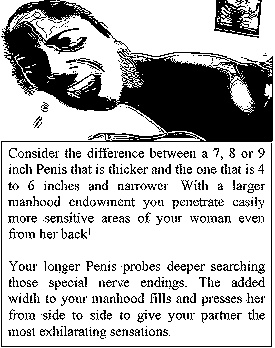 Consider the difference between a 7, 8 or 9
inch Penis that is thicker and the one that is 4
to 6 inches and narrower. With a larger
manhood endowment you penetrate easily
more sensitive areas of your woman even
from her back!
Your longer Penis probes deeper searching
those special nerve endings. The added
width to your manhood fills and presses her
from side to side to give your partner the
most exhilarating sensations.